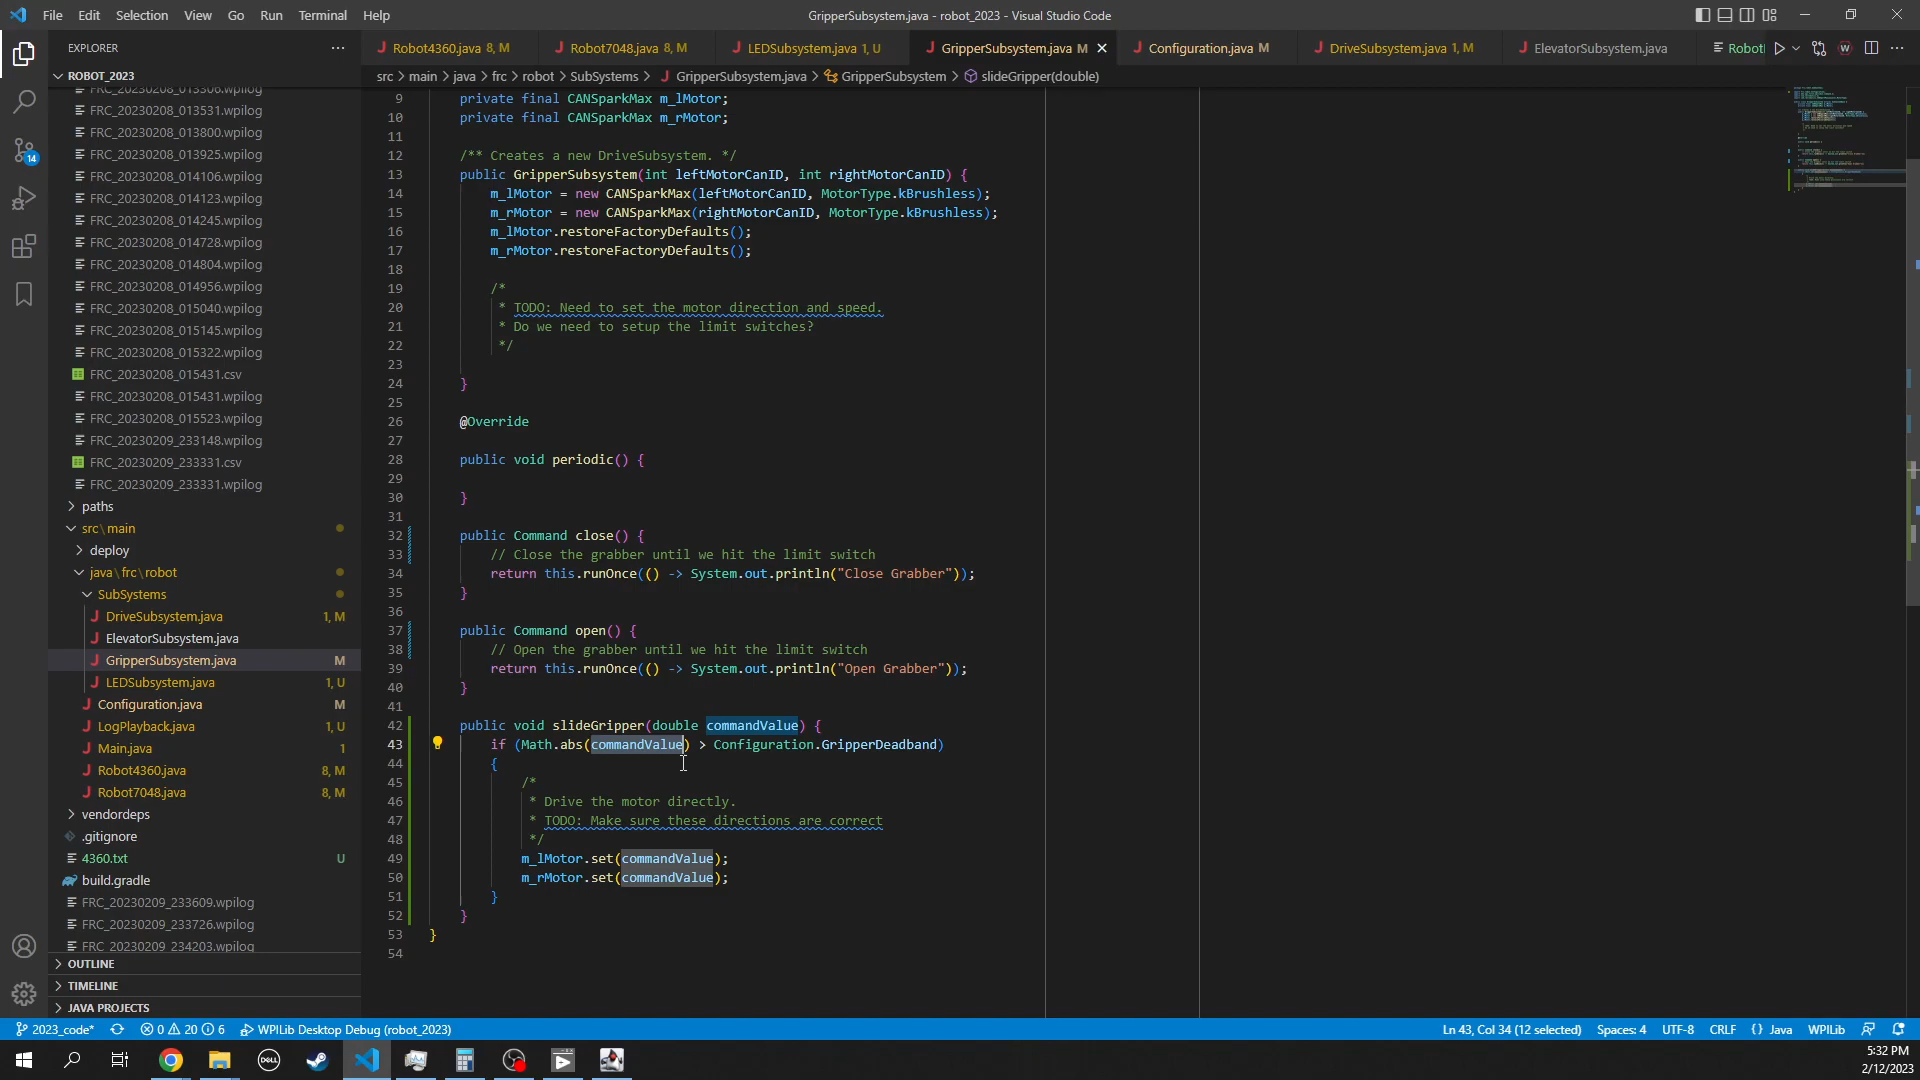 File Edit Selection View Go Run Terminal Help
GripperSubsystem.java - robot_2023 - Visual Studio Code
EXPLORER
Robot4360.java 8, M
Robot7048.java 8, M
LEDSubsystem.java 1, U
GripperSubsystem.java M
Configuration.java M
DriveSubsystem.java 1, M
ElevatorSubsystem.java
Robot
ROBOT_2023
src > main > java > frc > robot > SubSystems > GripperSubsystem.java > GripperSubsystem > slideGripper(double)
FRC_20230208_013306.wpilog
FRC_20230208_013531.wpilog
FRC_20230208_013800.wpilog
FRC_20230208_013925.wpilog
FRC_20230208_014106.wpilog
FRC_20230208_014123.wpilog
FRC_20230208_014245.wpilog
FRC_20230208_014728.wpilog
FRC_20230208_014804.wpilog
FRC_20230208_014956.wpilog
FRC_20230208_015040.wpilog
FRC_20230208_015145.wpilog
FRC_20230208_015322.wpilog
FRC_20230208_015431.csv
FRC_20230208_015431.wpilog
FRC_20230208_015523.wpilog
FRC_20230209_233148.wpilog
FRC_20230209_233331.csv
FRC_20230209_233331.wpilog
paths
src\main
deploy
java\frc\robot
SubSystems
DriveSubsystem.java 1, M
ElevatorSubsystem.java
GripperSubsystem.java M
LEDSubsystem.java 1, U
Configuration.java M
LogPlayback.java 1, U
Main.java 1
Robot4360.java 8, M
Robot7048.java 8, M
vendordeps
.gitignore
4360.txt U
build.gradle
FRC_20230209_233609.wpilog
FRC_20230209_233726.wpilog
FRC_20230209_234203.wpilog
OUTLINE
TIMELINE
JAVA PROJECTS
14
9 private final CANSparkMax m_lMotor;
10 private final CANSparkMax m_rMotor;
11
12 /** Creates a new DriveSubsystem. */
13 public GripperSubsystem(int leftMotorCanID, int rightMotorCanID) {
14 m_lMotor = new CANSparkMax(leftMotorCanID, MotorType.kBrushless);
15 m_rMotor = new CANSparkMax(rightMotorCanID, MotorType.kBrushless);
16 m_lMotor.restoreFactoryDefaults();
17 m_rMotor.restoreFactoryDefaults();
18
19 /*
20 * TODO: Need to set the motor direction and speed.
21 * Do we need to setup the limit switches?
22 */
23
24 }
25
26 @Override
27
28 public void periodic() {
29
30 }
31
32 public Command close() {
33 // Close the grabber until we hit the limit switch
34 return this.runOnce(() -> System.out.println("Close Grabber"));
35 }
36
37 public Command open() {
38 // Open the grabber until we hit the limit switch
39 return this.runOnce(() -> System.out.println("Open Grabber"));
40 }
41
42 public void slideGripper(double commandValue) {
43 if (Math.abs(commandValue) > Configuration.GripperDeadband)
44 {
45 /*
46 * Drive the motor directly.
47 * TODO: Make sure these directions are correct
48 */
49 m_lMotor.set(commandValue);
50 m_rMotor.set(commandValue);
51 }
52 }
53 }
54
2023_code* 0 20 6 WPILib Desktop Debug (robot_2023)
Ln 43, Col 34 (12 selected) Spaces: 4 UTF-8 CRLF {} Java WPILib
DELL
5:32 PM
2/12/2023